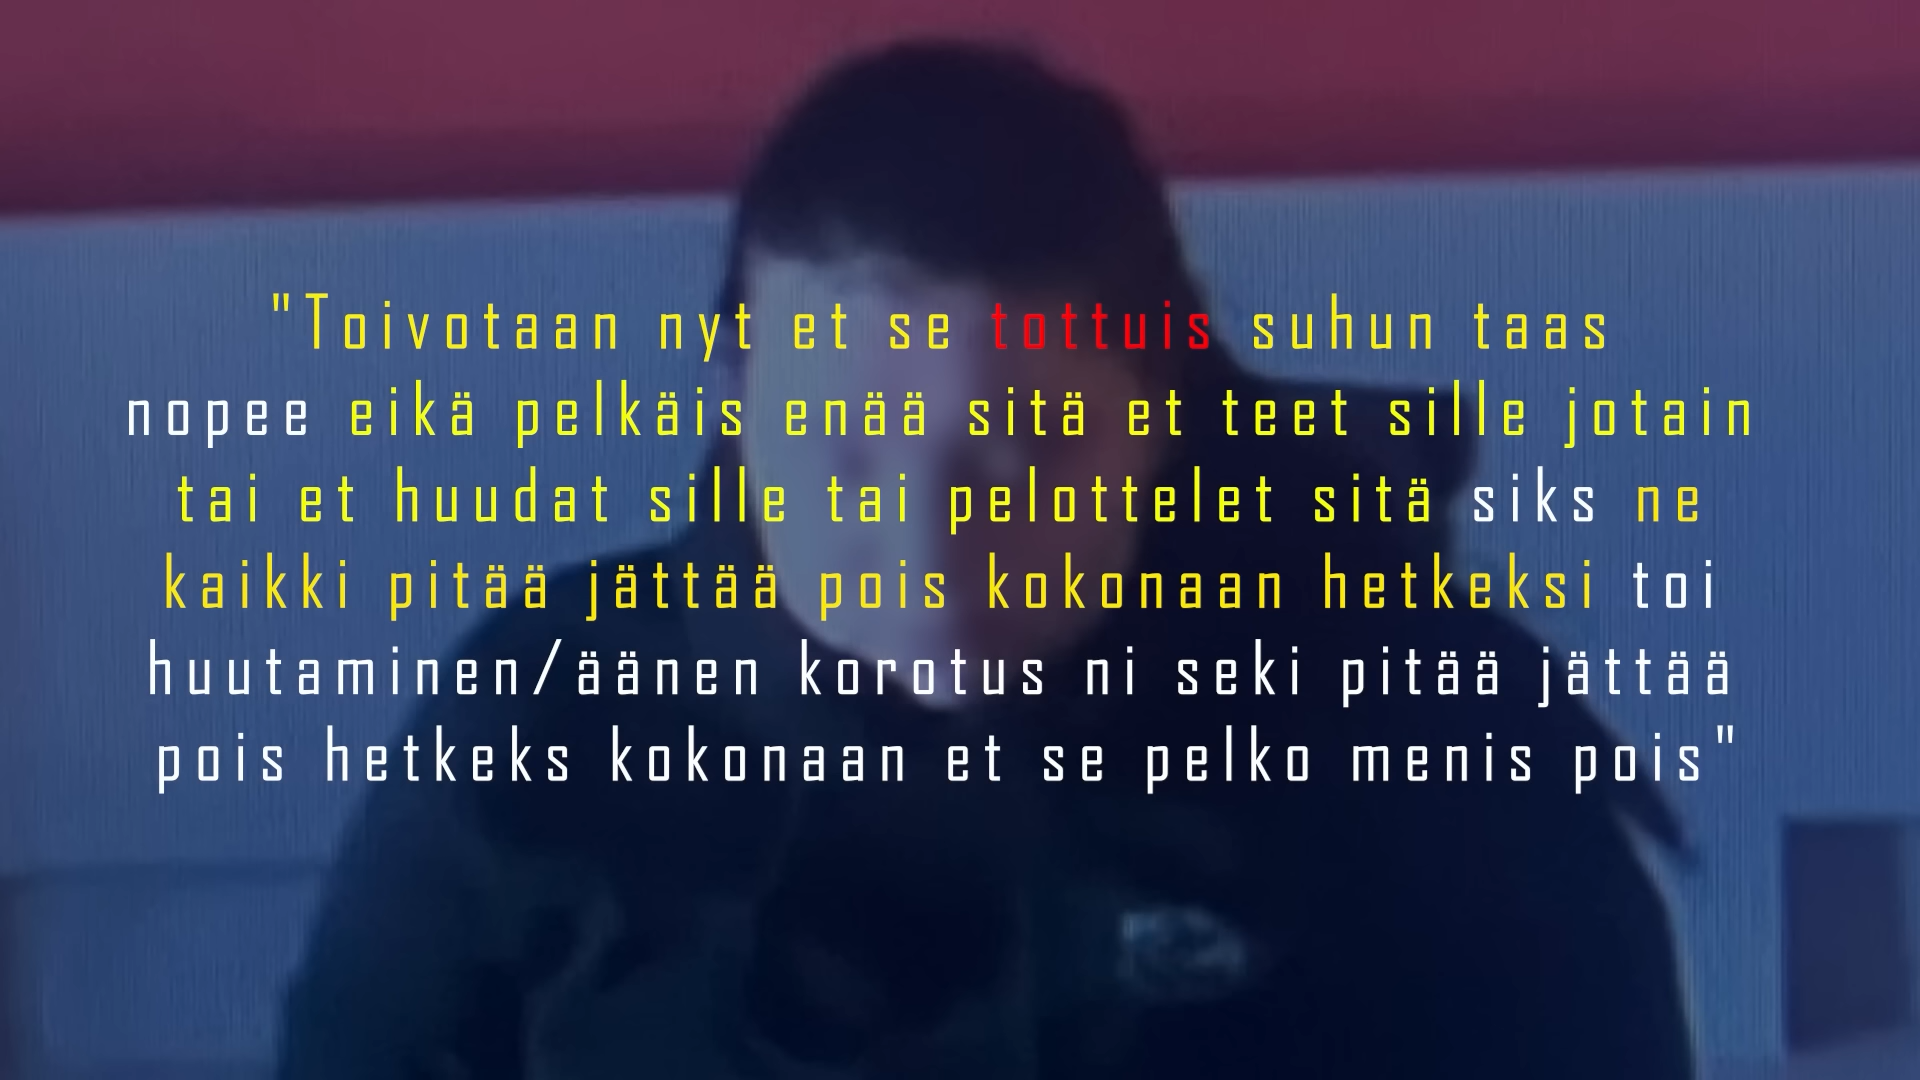 "Toivotaan nyt et se tottuis suhun taas
nopee eikä pelkäis enää sitä et teet sille jotain
tai et huudat sille tai pelottelet sitä siks ne
kaikki pitää jättää pois kokonaan hetkeksi toi
huutaminen/äänen korotus ni seki pitää jättää
pois hetkeks kokonaan et se pelko menis pois"